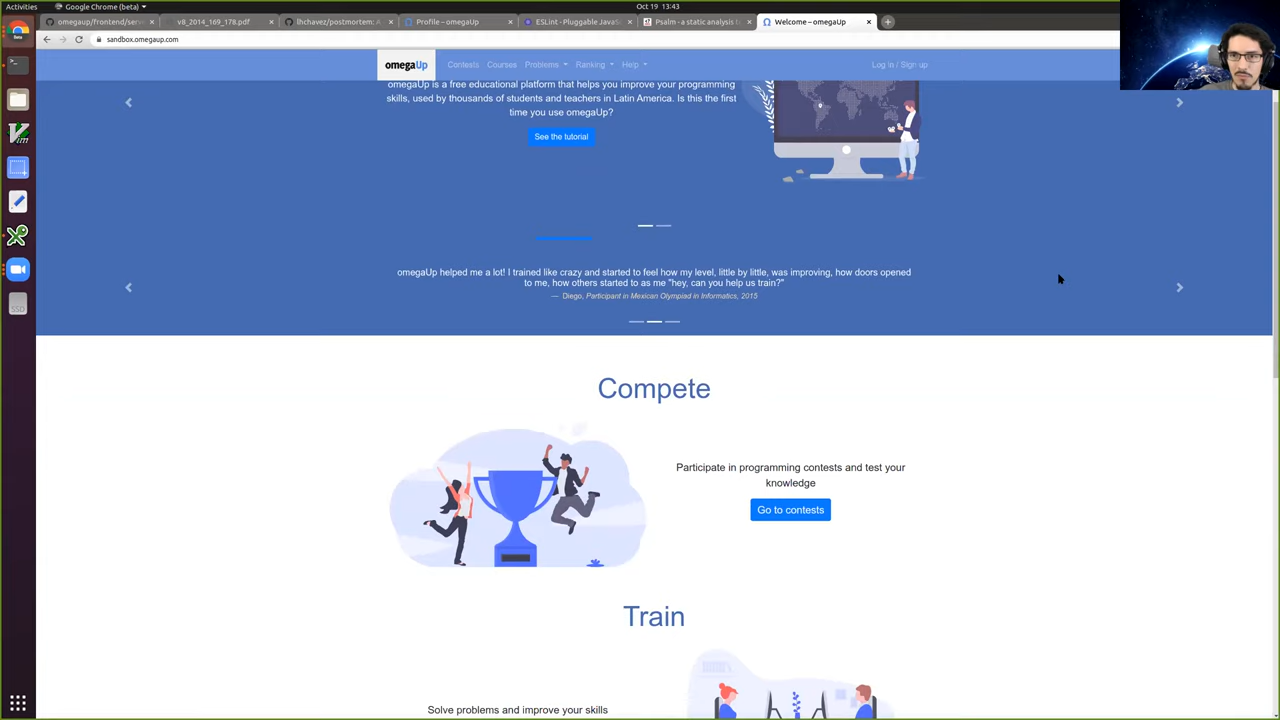 Activities
Google Chrome (beta)
Oct 19 13:43
omegaup/frontend/serv
v8_2014_169_178.pdf
lhchavez/postmortem:
Profile – omegaUp
ESLint - Pluggable JavaS
Psalm - a static analysis
Welcome – omegaUp
sandbox.omegaup.com
omegaUp
Contests
Courses
Problems
Ranking
Help
Log in / Sign up
omegaUp is a free educational platform that helps you improve your programming
skills, used by thousands of students and teachers in Latin America. Is this the first
time you use omegaUp?
See the tutorial
omegaUp helped me a lot! I trained like crazy and started to feel how my level, little by little, was improving, how doors opened
to me, how others started to as me "hey, can you help us train?"
— Diego, Participant in Mexican Olympiad in Informatics, 2015
Compete
Participate in programming contests and test your
knowledge
Go to contests
Train
Solve problems and improve your skills
VIM
SSD